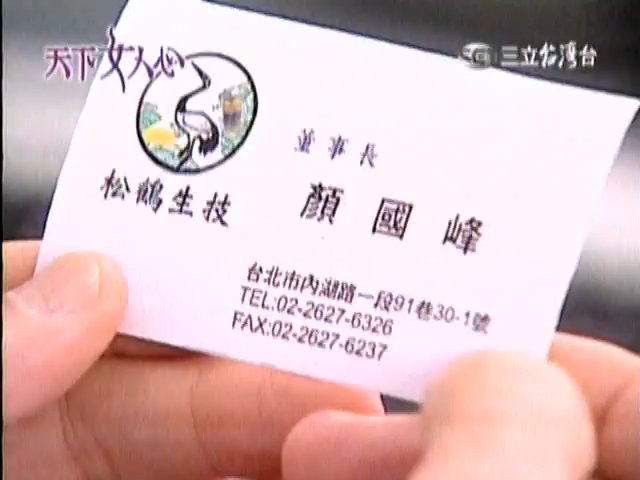 天下女人心
三立台灣台
董事長
松鶴生技
顏國峰
台北市內湖路一段91巷30-1號
TEL:02-2627-6326
FAX:02-2627-6237